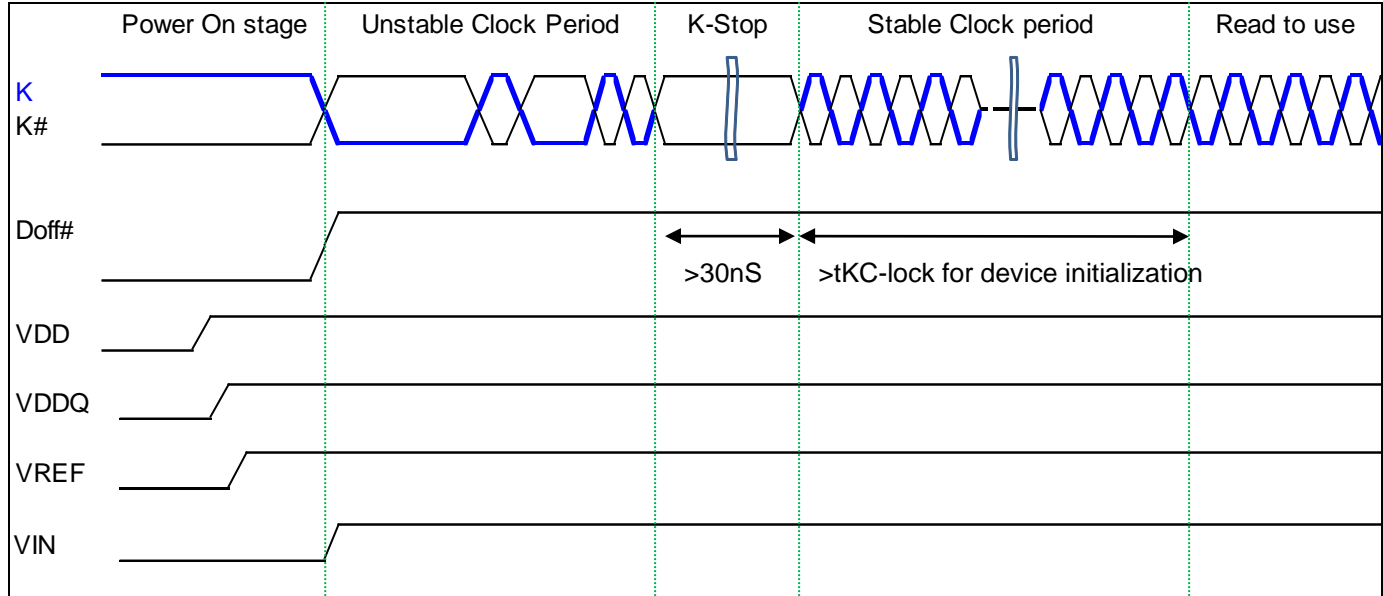 Power On stage Unstable Clock Period K-Stop Stable Clock period Read to use
K
K#
Doff#
>30nS >tKC-lock for device initialization
VDD
VDDQ
VREF
VIN